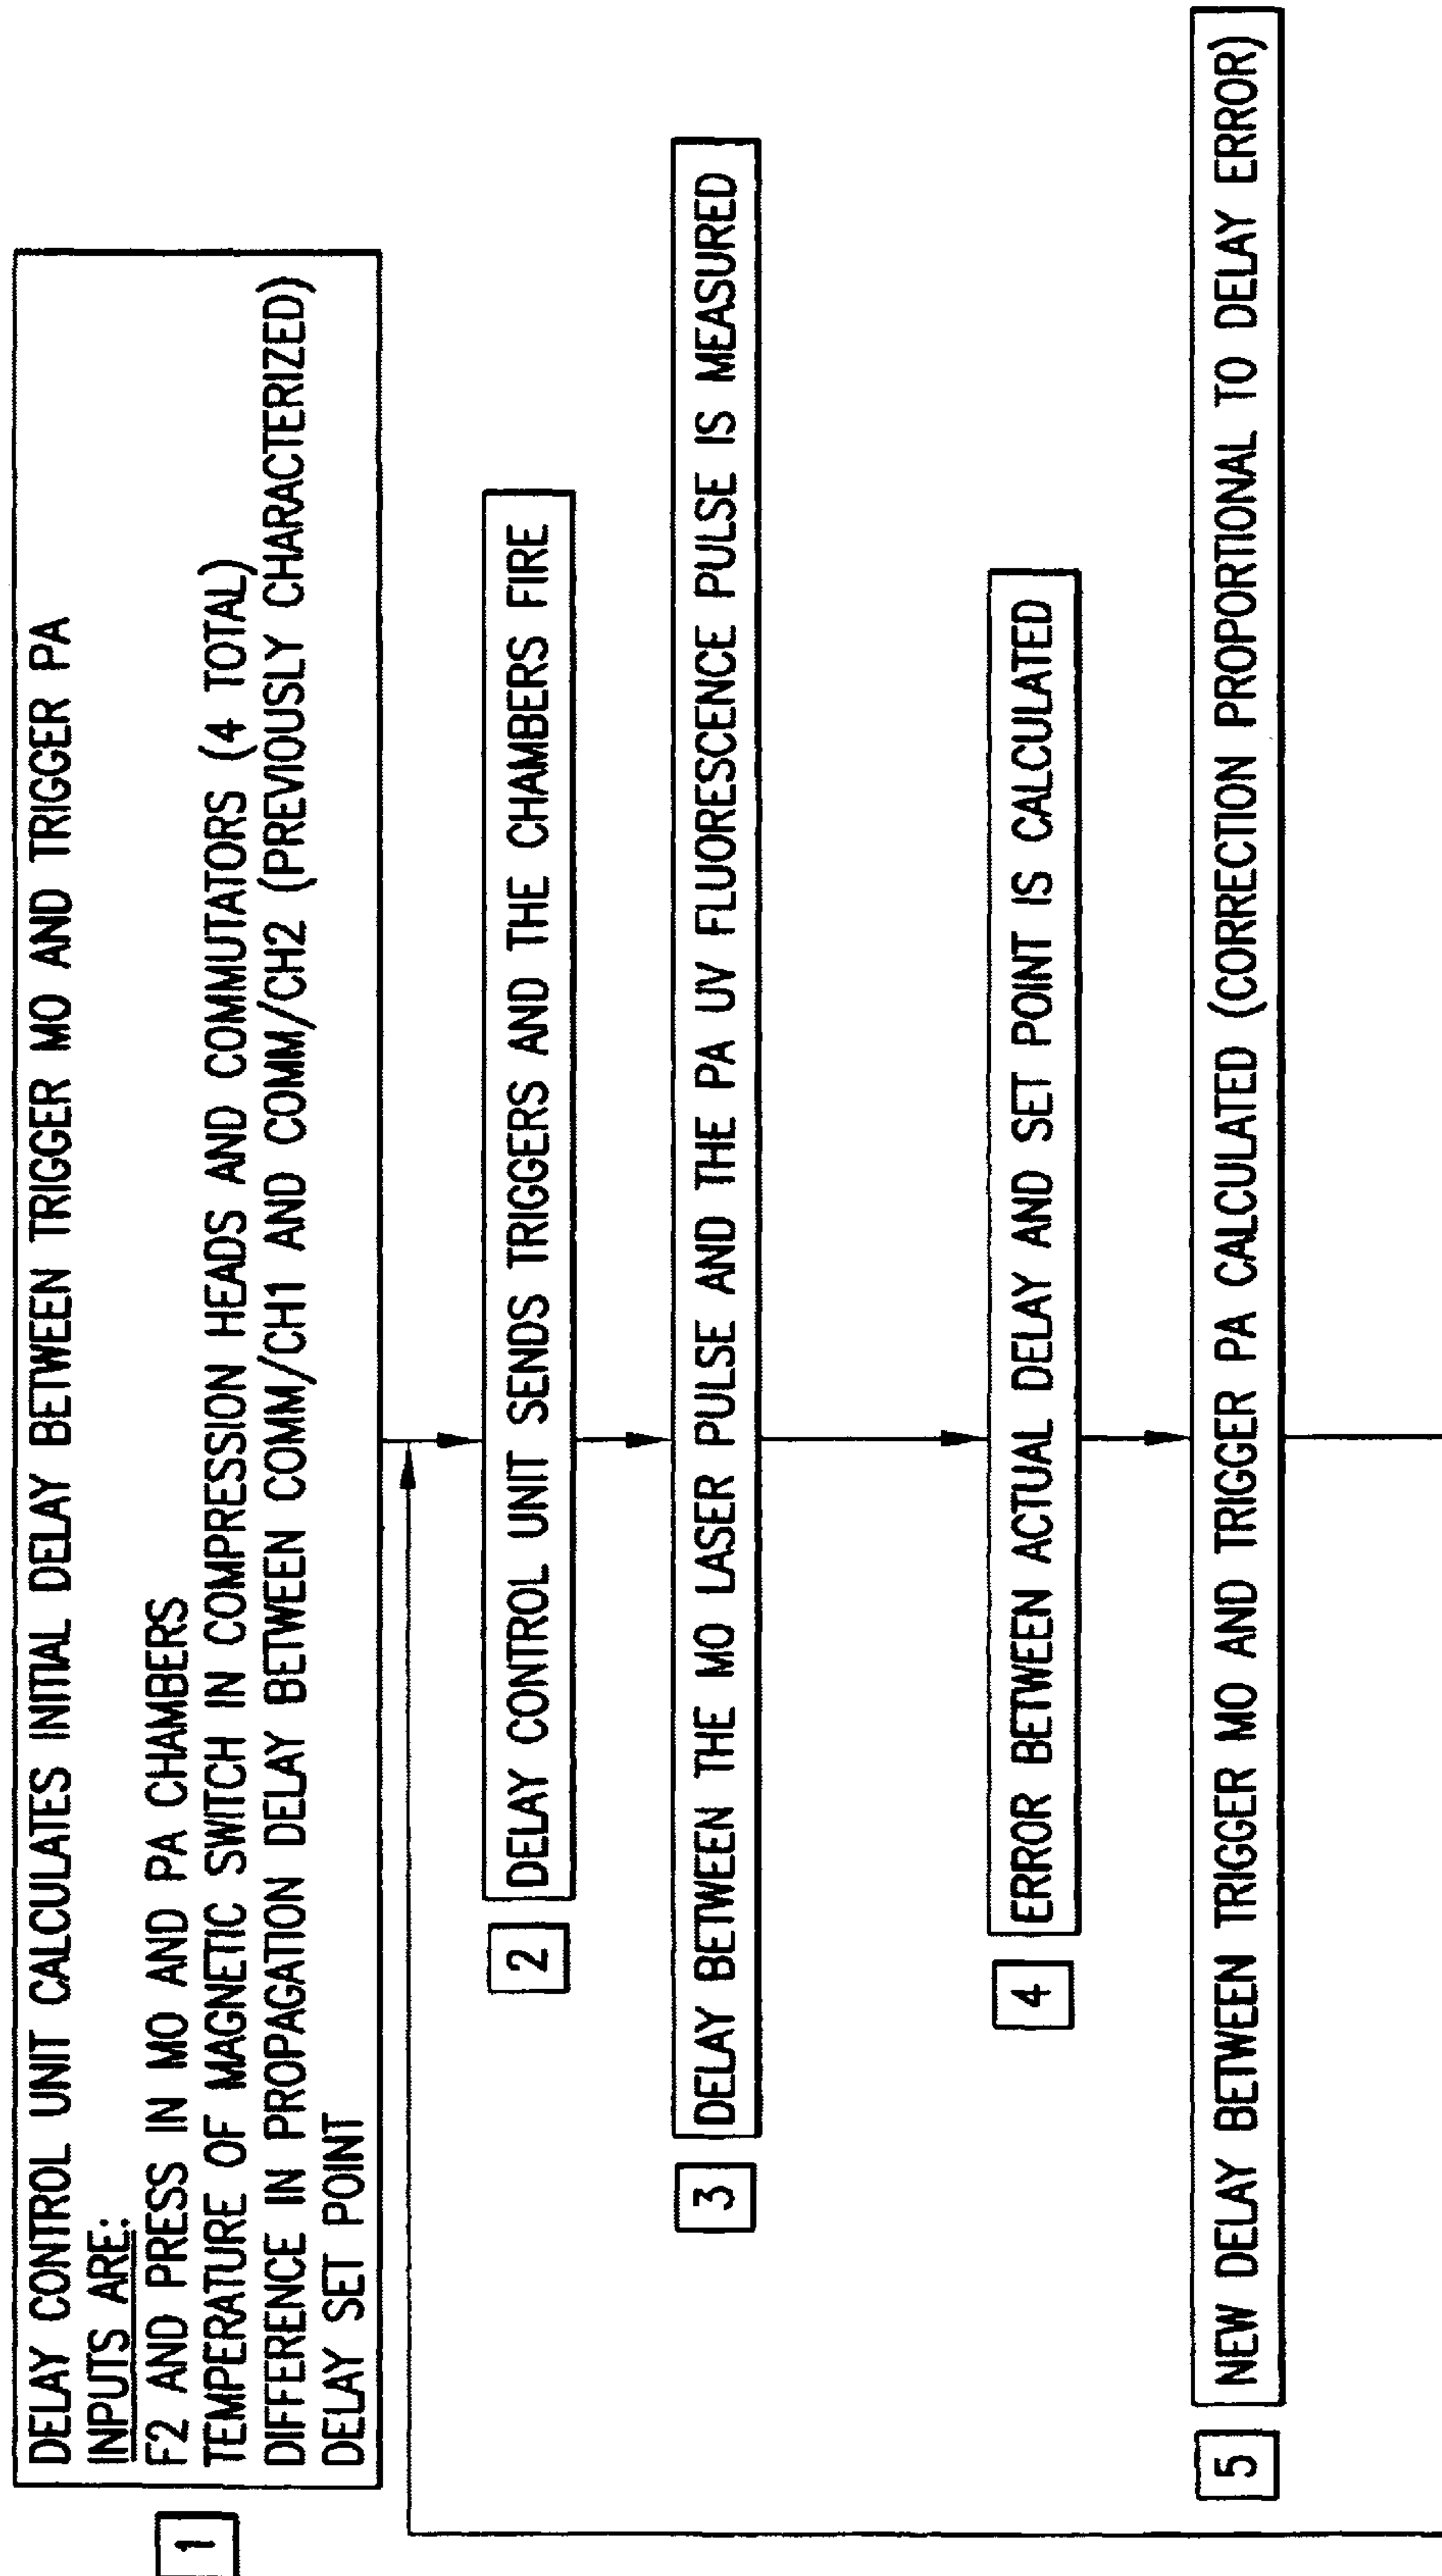 1
DELAY CONTROL UNIT CALCULATES INITIAL DELAY BETWEEN TRIGGER MO AND TRIGGER PA
INPUTS ARE:
F2 AND PRESS IN MO AND PA CHAMBERS
TEMPERATURE OF MAGNETIC SWITCH IN COMPRESSION HEADS AND COMMUTATORS (4 TOTAL)
DIFFERENCE IN PROPAGATION DELAY BETWEEN COMM/CH1 AND COMM/CH2 (PREVIOUSLY CHARACTERIZED)
DELAY SET POINT
2
DELAY CONTROL UNIT SENDS TRIGGERS AND THE CHAMBERS FIRE
3
DELAY BETWEEN THE MO LASER PULSE AND THE PA UV FLUORESCENCE PULSE IS MEASURED
4
ERROR BETWEEN ACTUAL DELAY AND SET POINT IS CALCULATED
5
NEW DELAY BETWEEN TRIGGER MO AND TRIGGER PA CALCULATED (CORRECTION PROPORTIONAL TO DELAY ERROR)